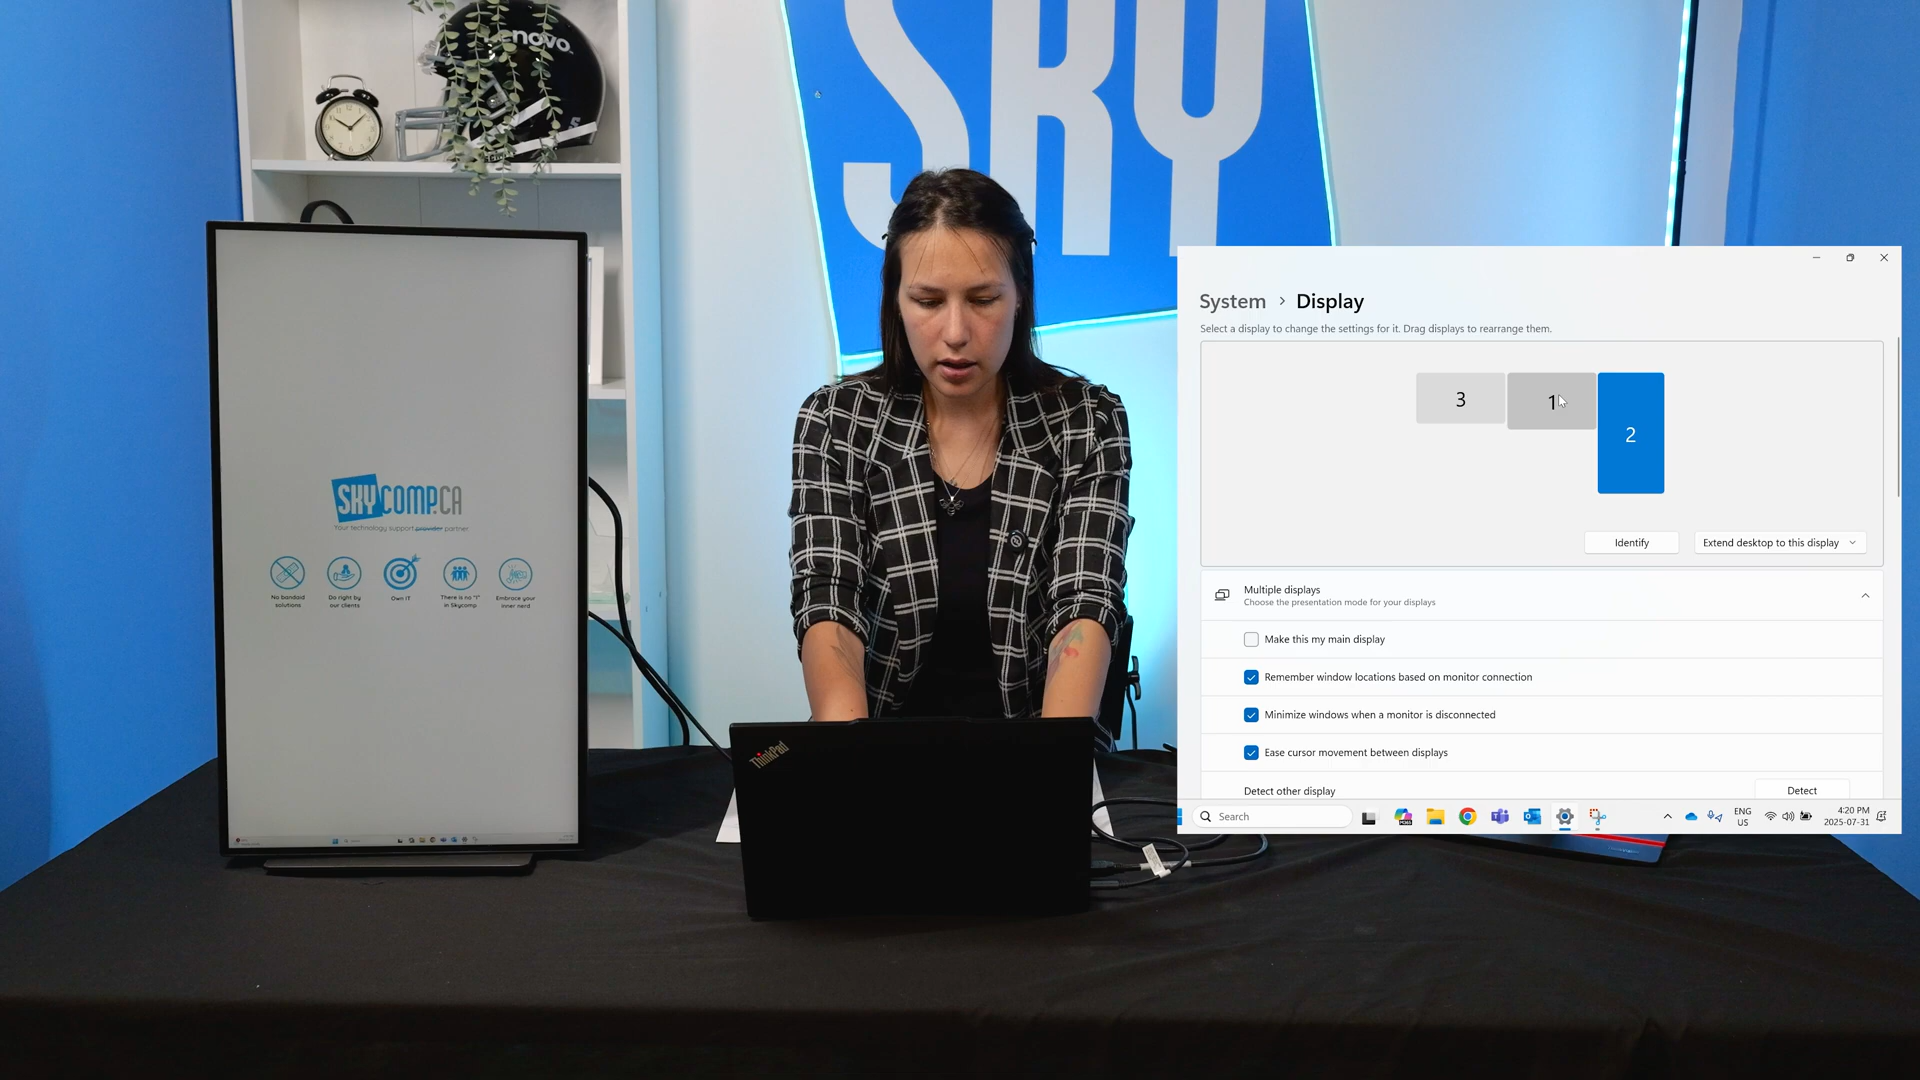 Lenovo
SKY
SKYCOMP.CA
Your technology support provider partner
No bandaid
solutions
Do right by
our clients
Own IT
There is no "I"
in Skycomp
Embrace your
inner nerd
ThinkPad
System > Display
Select a display to change the settings for it. Drag displays to rearrange them.
3
1
2
Identify
Extend desktop to this display
Multiple displays
Choose the presentation mode for your displays
Make this my main display
Remember window locations based on monitor connection
Minimize windows when a monitor is disconnected
Ease cursor movement between displays
Detect other display
Detect
Search
ENG
US
4:20 PM
2025-07-31